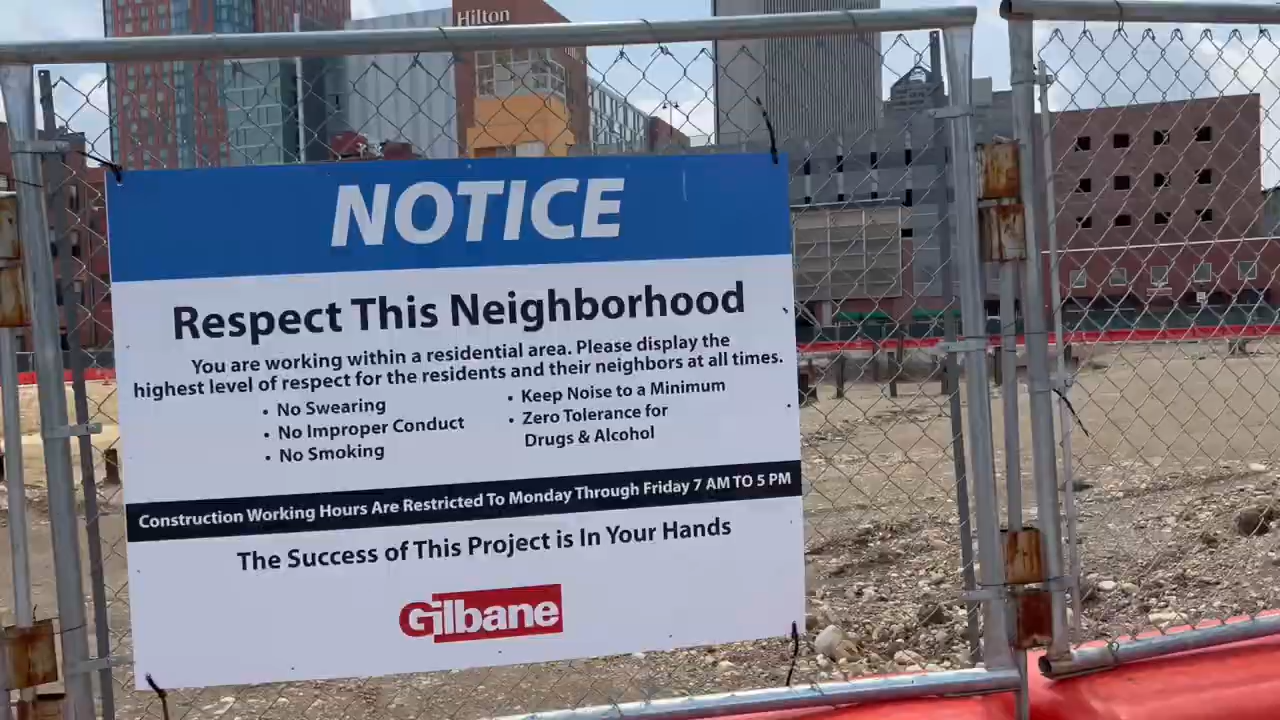 Hilton
NOTICE
Respect This Neighborhood
You are working within a residential area. Please display the
highest level of respect for the residents and their neighbors at all times.
• No Swearing
• No Improper Conduct
• No Smoking
• Keep Noise to a Minimum
• Zero Tolerance for
Drugs & Alcohol
Construction Working Hours Are Restricted To Monday Through Friday 7 AM TO 5 PM
The Success of This Project is In Your Hands
Gilbane